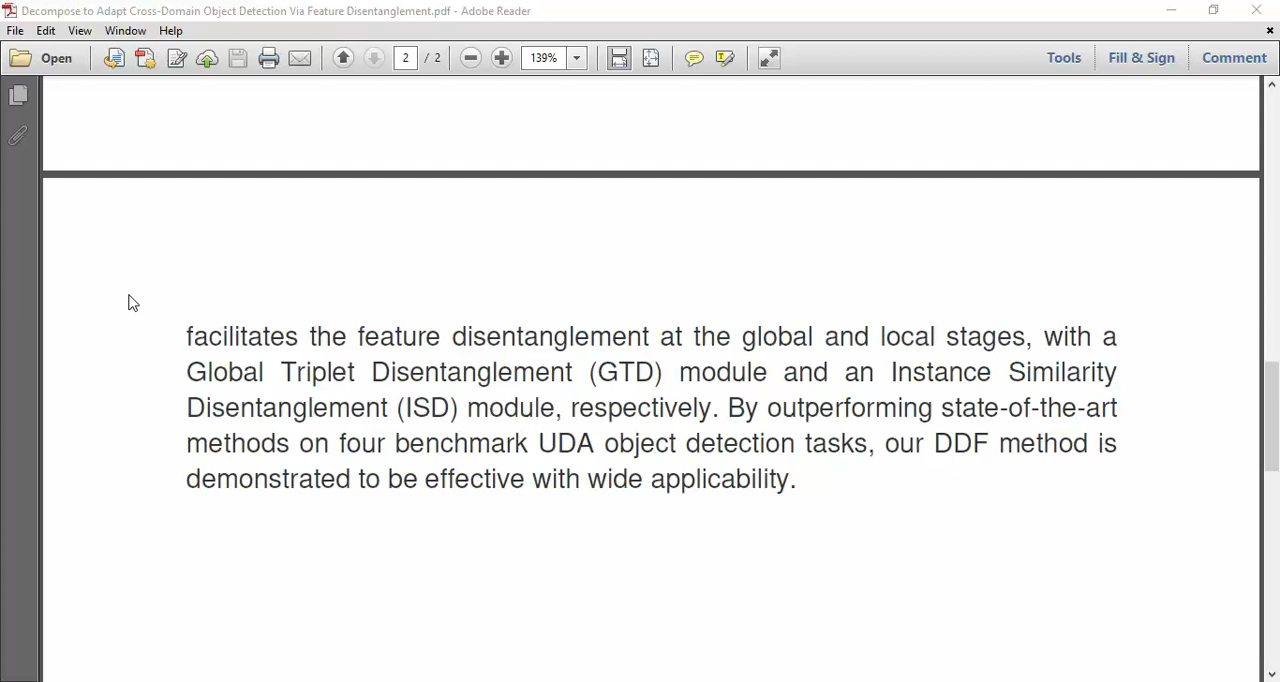 Decompose to Adapt Cross-Domain Object Detection Via Feature Disentanglement.pdf - Adobe Reader
File Edit View Window Help
Open 2 / 2 139% Tools Fill & Sign Comment
facilitates the feature disentanglement at the global and local stages, with a
Global Triplet Disentanglement (GTD) module and an Instance Similarity
Disentanglement (ISD) module, respectively. By outperforming state-of-the-art
methods on four benchmark UDA object detection tasks, our DDF method is
demonstrated to be effective with wide applicability.